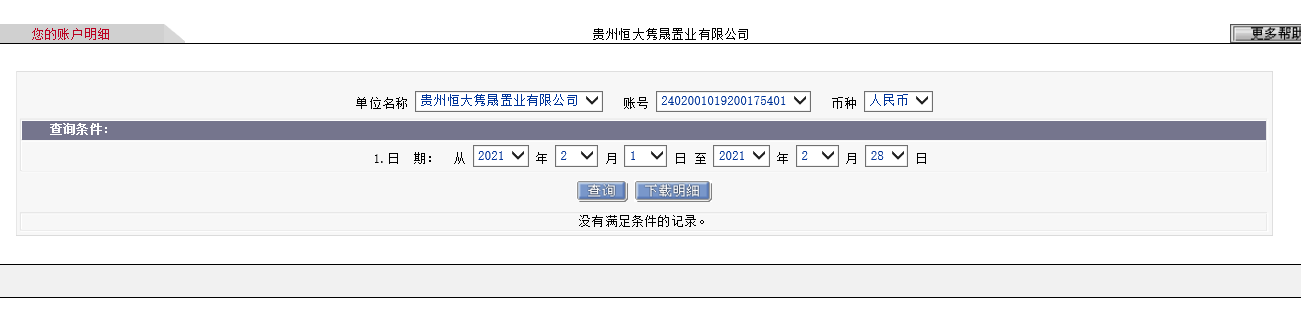 您的账户明细 贵州恒大隽晟置业有限公司 更多帮助
单位名称 贵州恒大隽晟置业有限公司 账号 2402001019200175401 币种 人民币
查询条件:
1.日 期: 从 2021 年 2 月 1 日 至 2021 年 2 月 28 日
查询 下载明细
没有满足条件的记录。